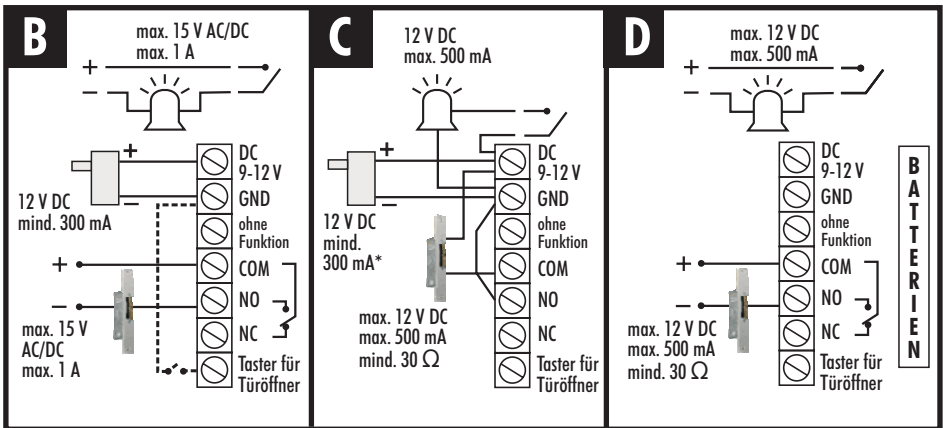 B
max. 15 V AC/DC
max. 1 A
+
−
+
−
12 V DC
mind. 300 mA
DC
9-12 V
GND
ohne
Funktion
COM
NO
NC
Taster für
Türöffner
+
−
max. 15 V
AC/DC
max. 1 A
C
12 V DC
max. 500 mA
+
−
12 V DC
mind.
300 mA*
DC
9-12 V
GND
ohne
Funktion
COM
NO
NC
Taster für
Türöffner
max. 12 V DC
max. 500 mA
mind. 30 Ω
D
max. 12 V DC
max. 500 mA
+
−
DC
9-12 V
GND
ohne
Funktion
COM
NO
NC
Taster für
Türöffner
+
−
max. 12 V DC
max. 500 mA
mind. 30 Ω
BATTERIEN